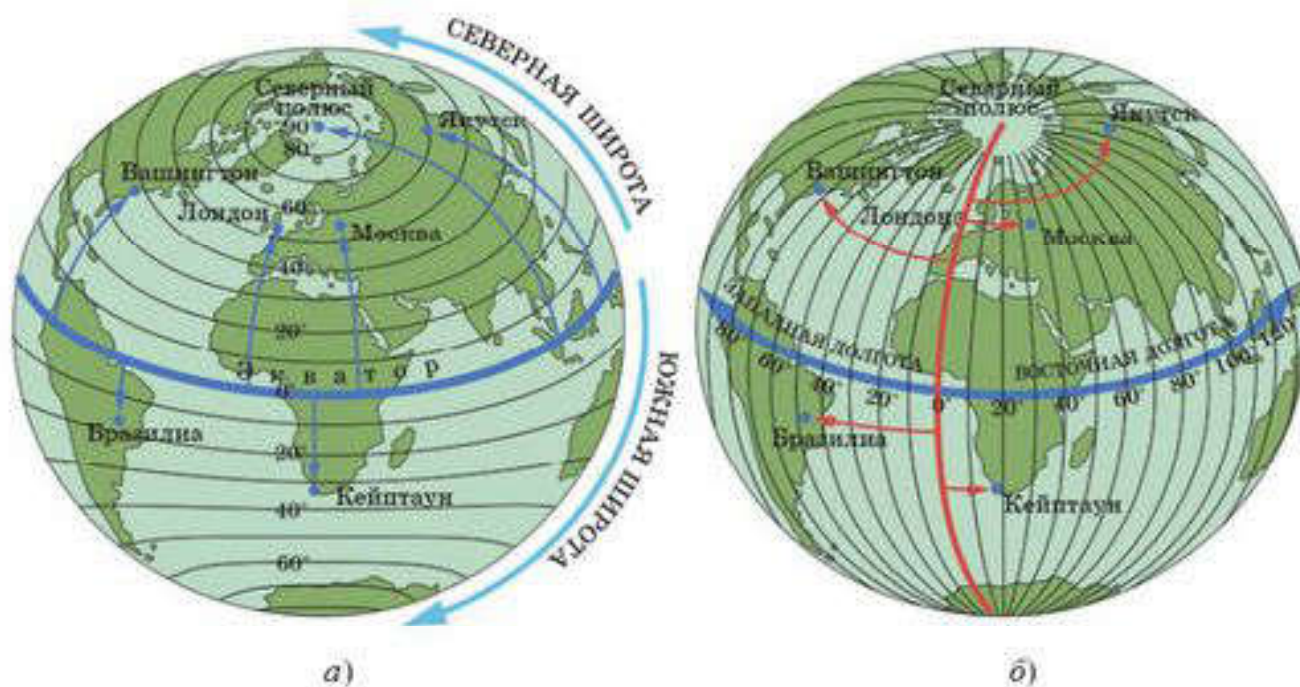 СЕВЕРНАЯ ШИРОТА
Северный
полюс
90°
80°
Якутск
Вашингтон
Лондон
60°
Москва
40°
20°
Экватор
0°
Бразилиа
20°
Кейптаун
40°
60°
ЮЖНАЯ ШИРОТА
а)
Северный
полюс
Якутск
Вашингтон
Лондон
Москва
ЗАПАДНАЯ ДОЛГОТА
ВОСТОЧНАЯ ДОЛГОТА
80° 60° 40° 20° 0° 20° 40° 60° 80° 100° 120°
Бразилиа
Кейптаун
б)